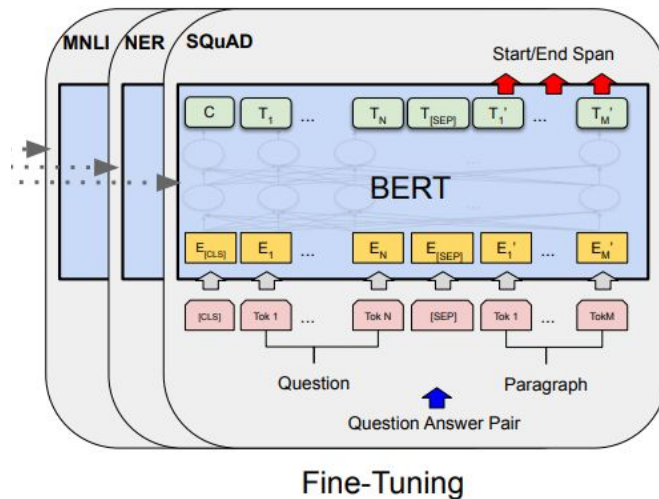 MNLI NER SQuAD
Start/End Span
C T1 ... TN T[SEP] T1' ... TM'
BERT
E[CLS] E1 ... EN E[SEP] E1' ... EM'
[CLS] Tok 1 ... Tok N [SEP] Tok 1 ... TokM
Question Paragraph
Question Answer Pair
Fine-Tuning